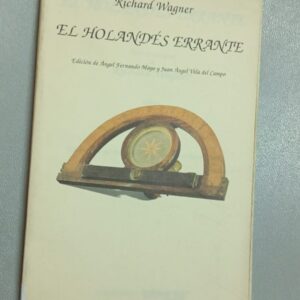 Richard Wagner
EL HOLANDÉS ERRANTE
Edición de Ángel Fernando Mayo y Juan Ángel Vela del Campo